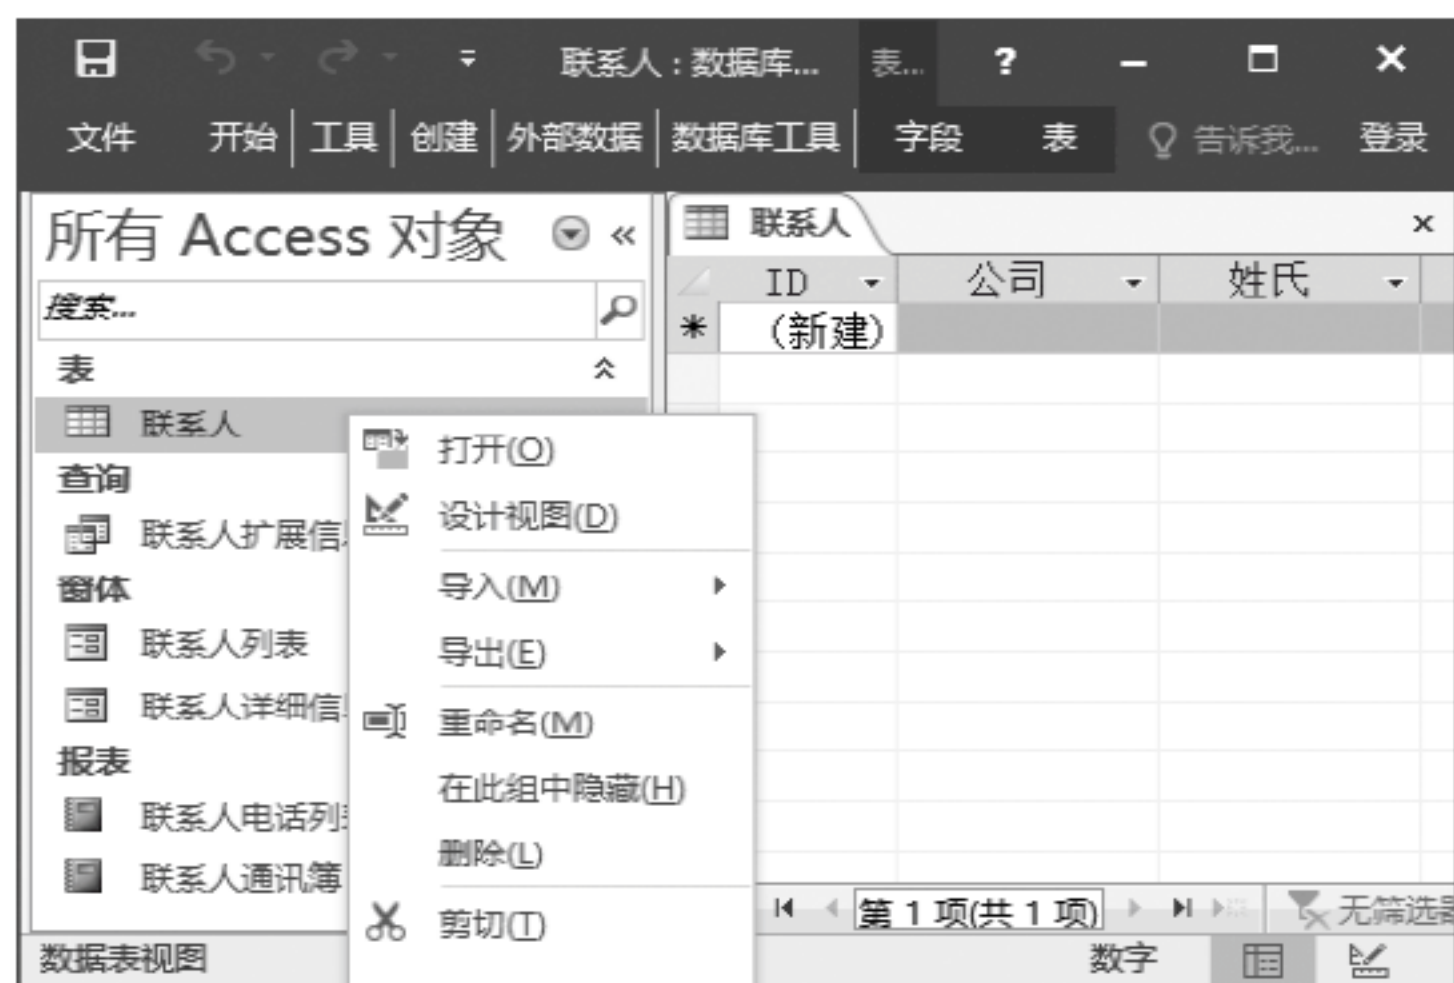 联系人 : 数据库... 表... ?
文件 开始 工具 创建 外部数据 数据库工具 字段 表 告诉我... 登录
所有 Access 对象
搜索...
表
联系人
查询
联系人扩展信
窗体
联系人列表
联系人详细信
报表
联系人电话列
联系人通讯簿
打开(O)
设计视图(D)
导入(M)
导出(E)
重命名(M)
在此组中隐藏(H)
删除(L)
剪切(T)
联系人
ID 公司 姓氏
* (新建)
第 1 项(共 1 项) 无筛选器
数据表视图 数字